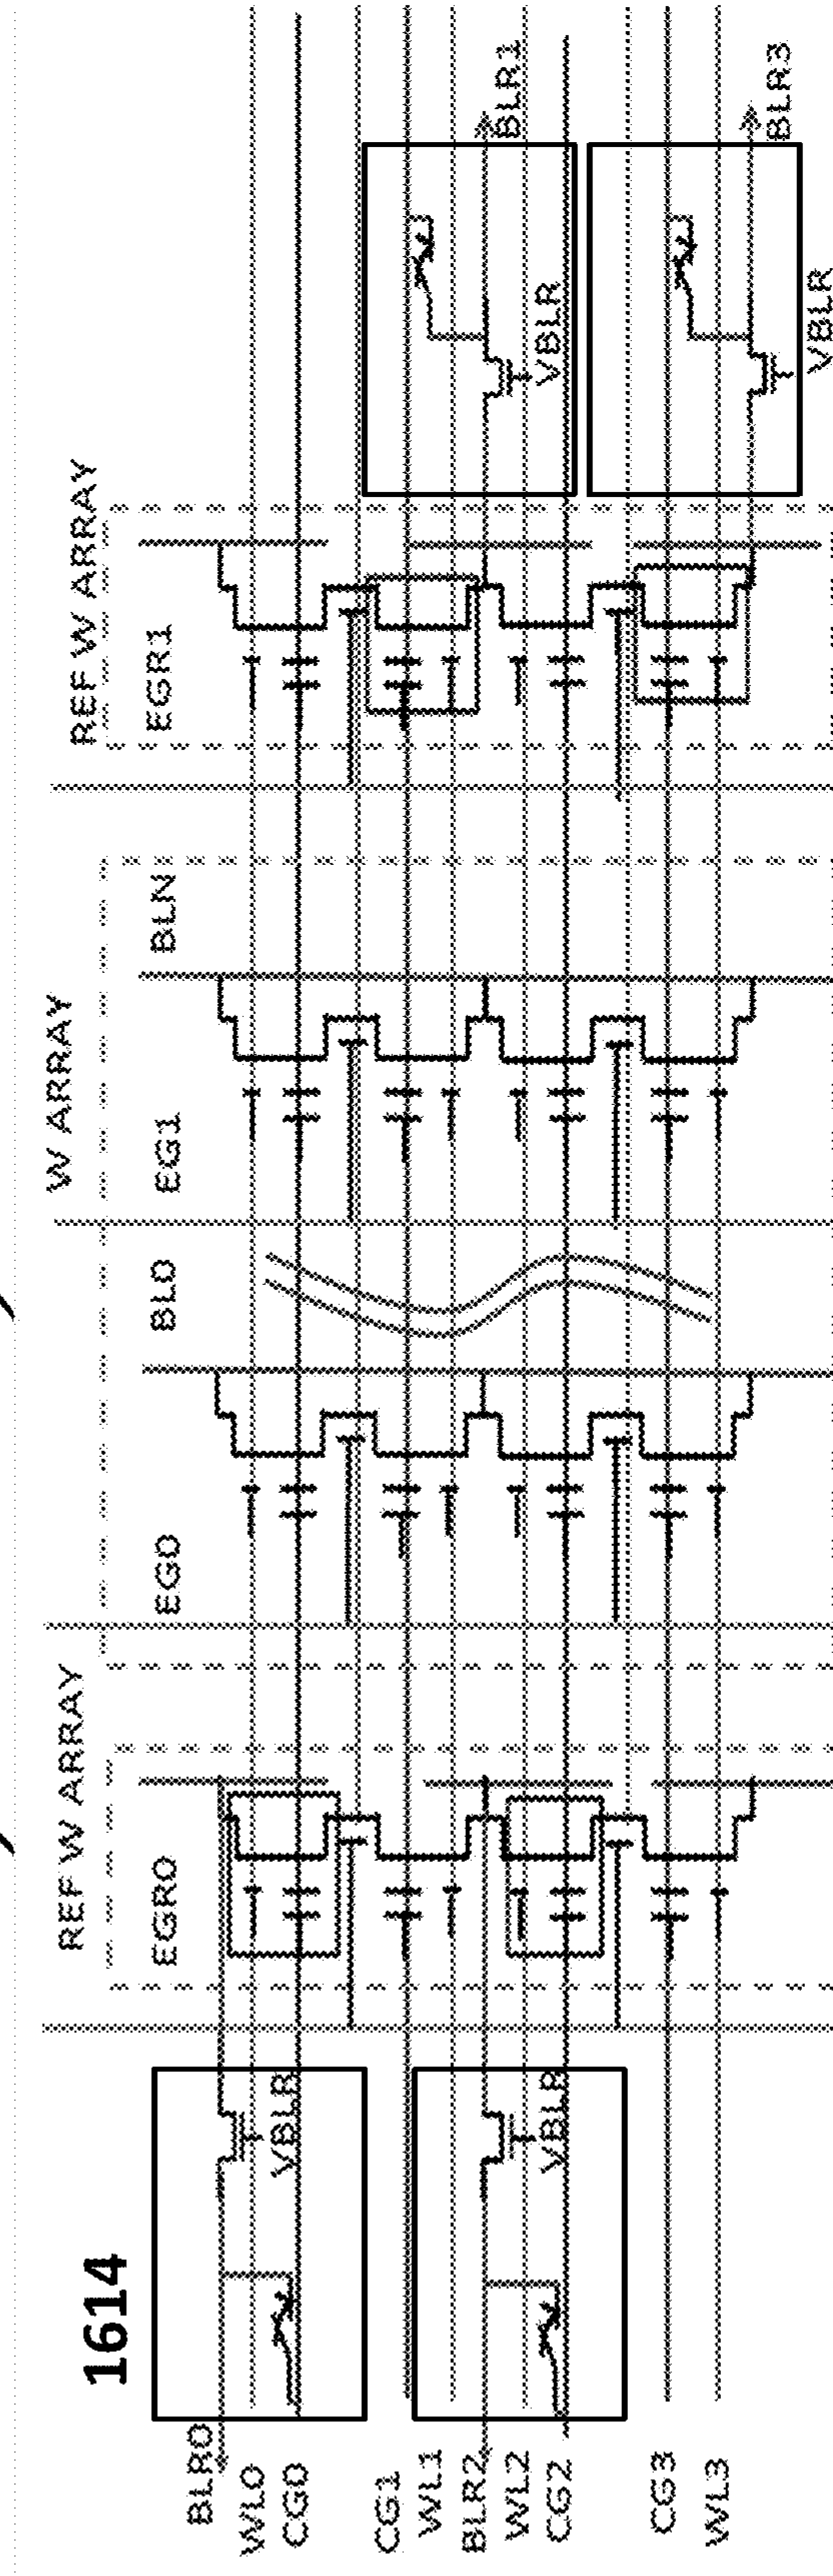 1614
REF W ARRAY
W ARRAY
REF W ARRAY
EGR0
EG0
BL0
EG1
BLN
EGR1
BLR0
WL0
CG0
CG1
WL1
BLR2
WL2
CG2
CG3
WL3
VBLR
VBLR
VBLR
VBLR
BLR1
BLR3